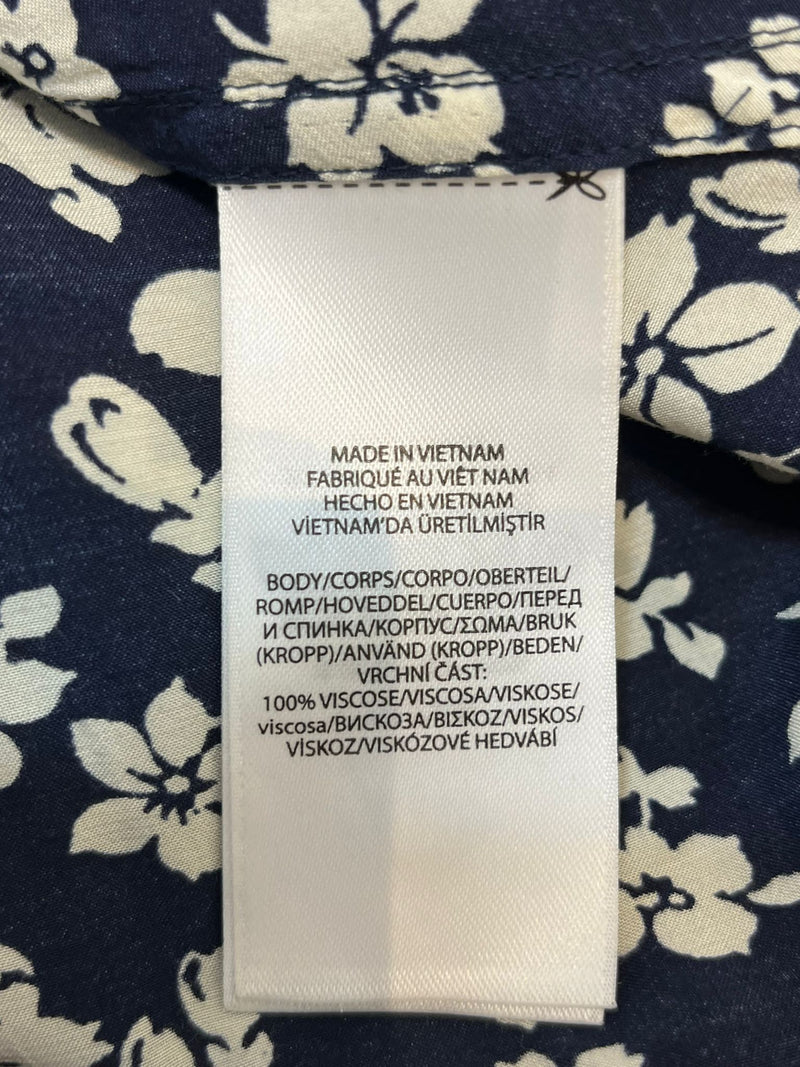 MADE IN VIETNAM
FABRIQUÉ AU VIÊT NAM
HECHO EN VIETNAM
VİETNAM'DA ÜRETİLMİŞTİR
BODY/CORPS/CORPO/OBERTEIL/
ROMP/HOVEDDEL/CUERPO/ПЕРЕД
И СПИНКА/КОРПУС/ΣΩΜΑ/BRUK
(KROPP)/ANVÄND (KROPP)/BEDEN/
VRCHNÍ ČÁST:
100% VISCOSE/VISCOSA/VISKOSE/
viscosa/ВИСКОЗА/ΒΙΣΚΟΖ/VISKOS/
VİSKOZ/VISKÓZOVÉ HEDVÁBÍ